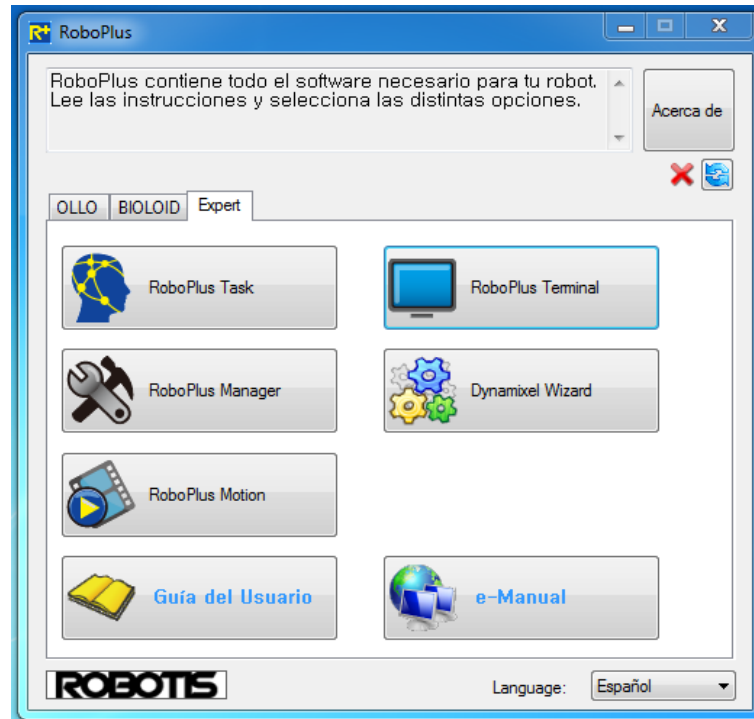 RoboPlus
RoboPlus contiene todo el software necesario para tu robot.
Lee las instrucciones y selecciona las distintas opciones.
Acerca de
OLLO
BIOLOID
Expert
RoboPlus Task
RoboPlus Terminal
RoboPlus Manager
Dynamixel Wizard
RoboPlus Motion
Guía del Usuario
e-Manual
ROBOTIS
Language:
Español